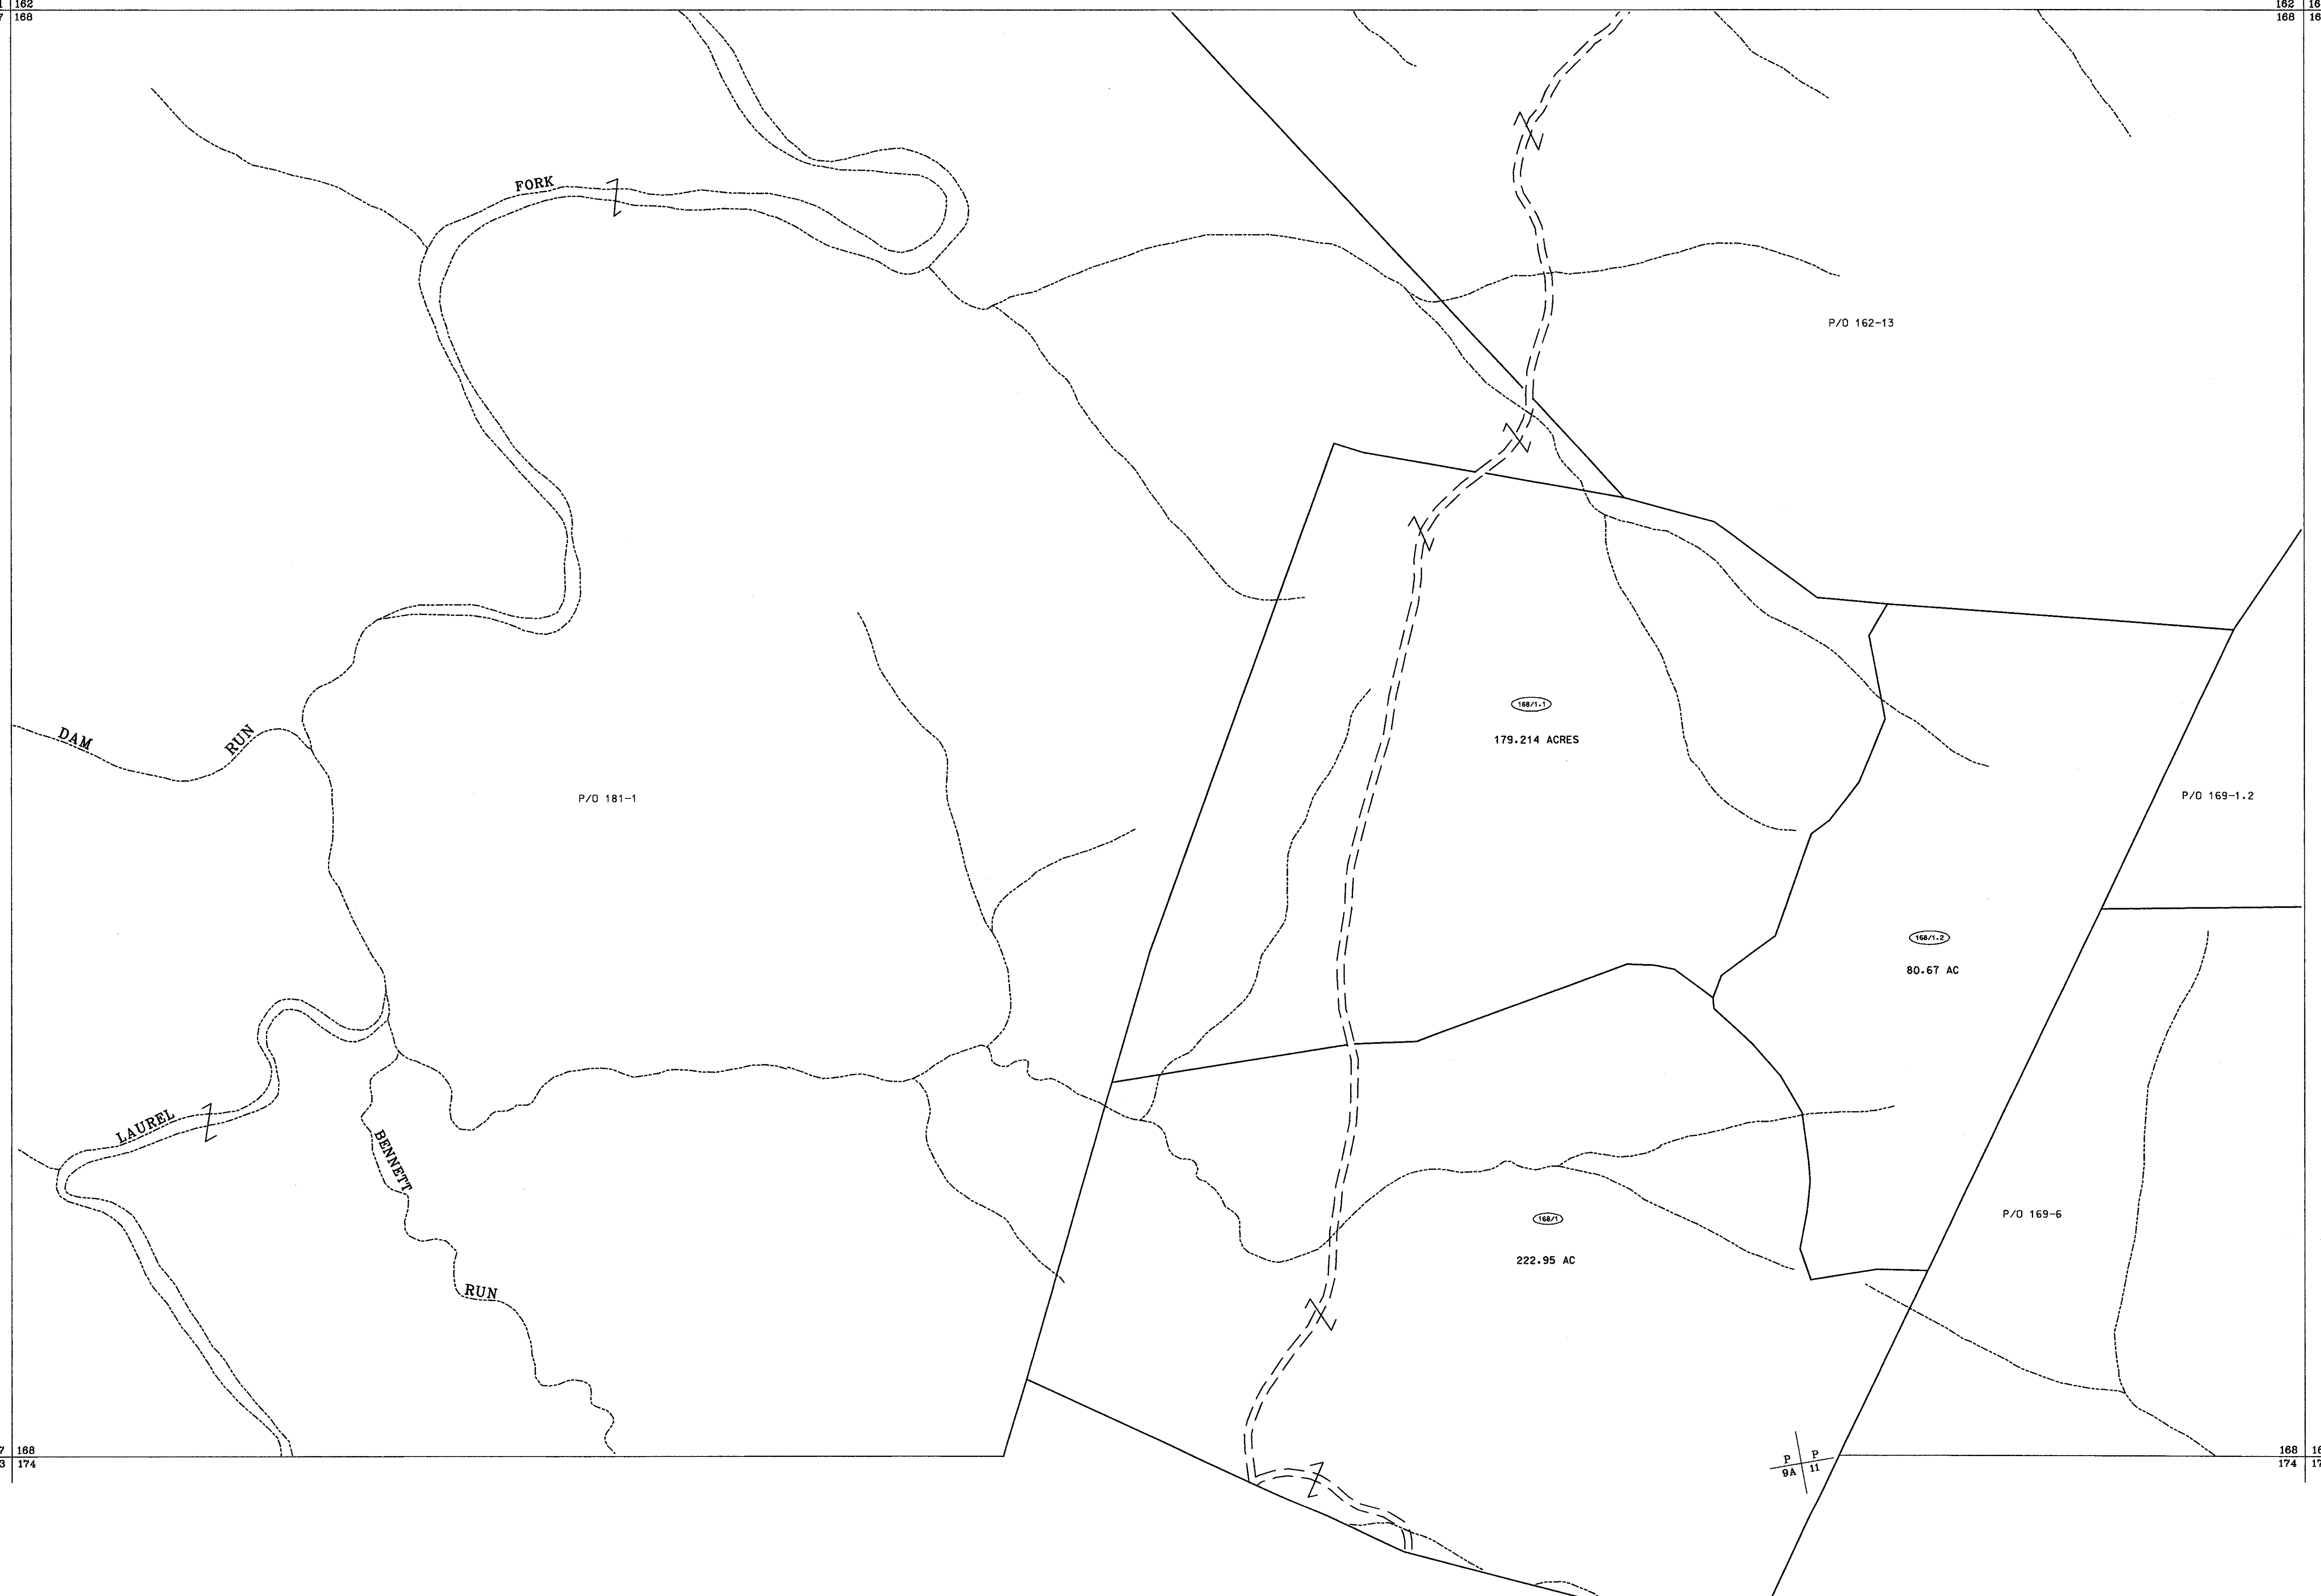 162
168
162
168
FORK
P/O 162-13
168/1.1
179.214 ACRES
DAM RUN
P/O 181-1
P/O 169-1.2
168/1.2
80.67 AC
LAUREL
BENNETT RUN
P/O 169-6
168/1
222.95 AC
168
174
P P
9A 11
168
174